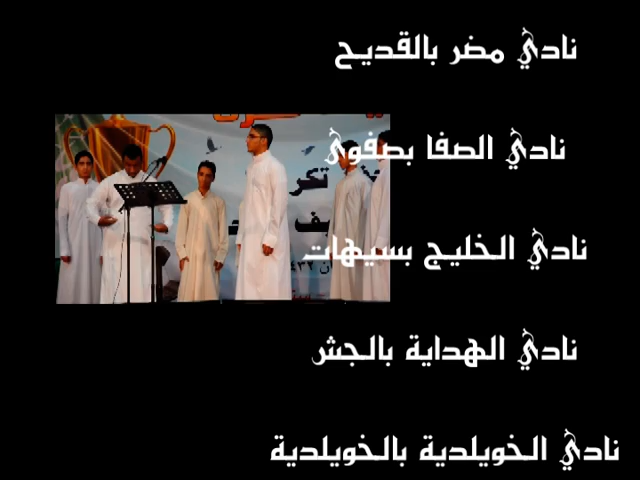 نادي مضر بالقديح
نادي الصفا بصفوى
نادي الخليج بسيهات
نادي الهداية بالجش
نادي الخويلدية بالخويلدية